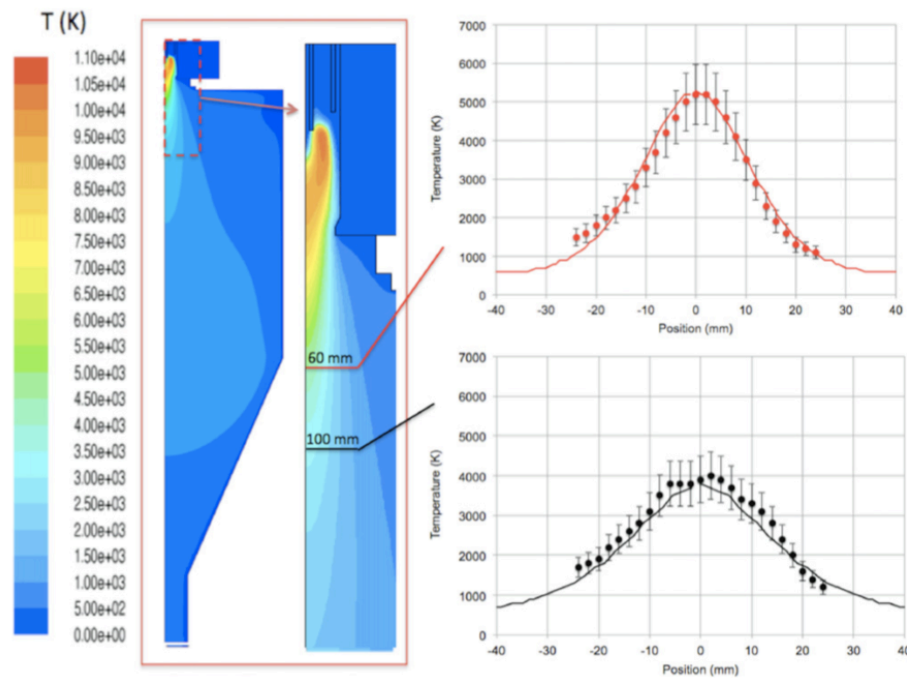 T (K)
1.10e+04
1.05e+04
1.00e+04
9.50e+03
9.00e+03
8.50e+03
8.00e+03
7.50e+03
7.00e+03
6.50e+03
6.00e+03
5.50e+03
5.00e+03
4.50e+03
4.00e+03
3.50e+03
3.00e+03
2.50e+03
2.00e+03
1.50e+03
1.00e+03
5.00e+02
0.00e+00
60 mm
100 mm
7000
6000
5000
4000
3000
2000
1000
0
Temperature (K)
-40 -30 -20 -10 0 10 20 30 40
Position (mm)
7000
6000
5000
4000
3000
2000
1000
0
Temperature (K)
-40 -30 -20 -10 0 10 20 30 40
Position (mm)